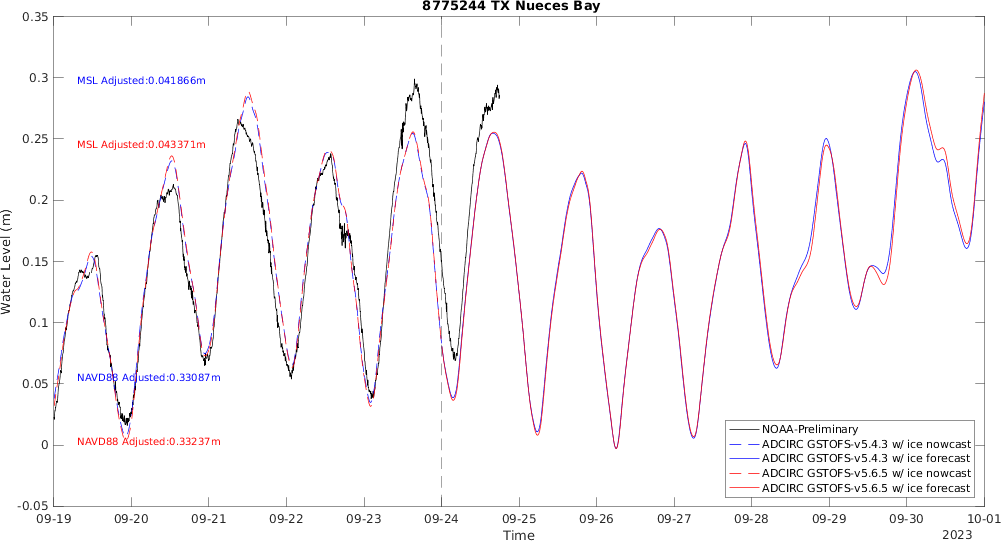 8775244 TX Nueces Bay
0.35
0.3
0.25
0.2
0.15
0.1
0.05
0
-0.05
Water Level (m)
MSL Adjusted:0.041866m
MSL Adjusted:0.043371m
NAVD88 Adjusted:0.33087m
NAVD88 Adjusted:0.33237m
NOAA-Preliminary
ADCIRC GSTOFS-v5.4.3 w/ ice nowcast
ADCIRC GSTOFS-v5.4.3 w/ ice forecast
ADCIRC GSTOFS-v5.6.5 w/ ice nowcast
ADCIRC GSTOFS-v5.6.5 w/ ice forecast
09-19 09-20 09-21 09-22 09-23 09-24 09-25 09-26 09-27 09-28 09-29 09-30 10-01
Time
2023